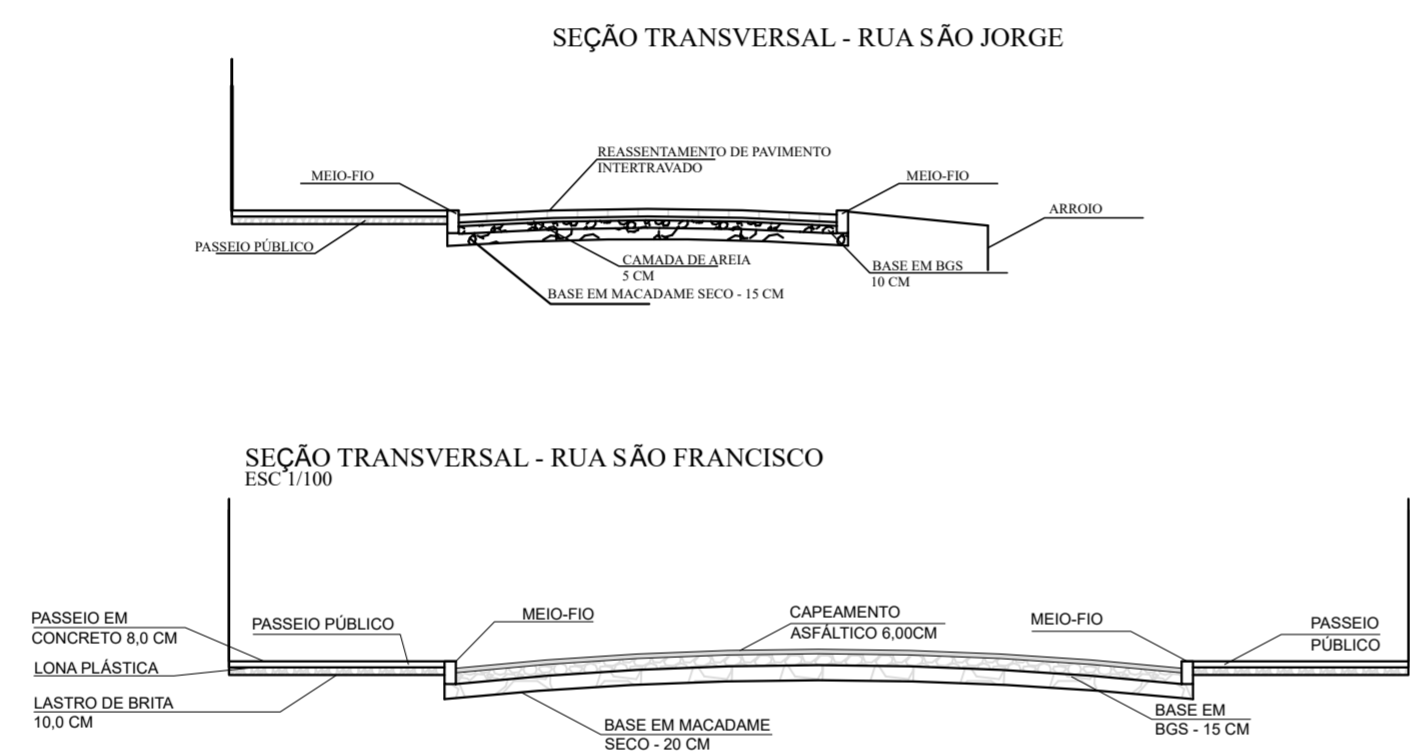 SEÇÃO TRANSVERSAL - RUA SÃO JORGE
REASSENTAMENTO DE PAVIMENTO
INTERTRAVADO
MEIO-FIO
MEIO-FIO
ARROIO
PASSEIO PÚBLICO
CAMADA DE AREIA
5 CM
BASE EM BGS
10 CM
BASE EM MACADAME SECO - 15 CM
SEÇÃO TRANSVERSAL - RUA SÃO FRANCISCO
ESC 1/100
PASSEIO EM
CONCRETO 8,0 CM
PASSEIO PÚBLICO
MEIO-FIO
CAPEAMENTO
ASFÁLTICO 6,00CM
MEIO-FIO
PASSEIO
PÚBLICO
LONA PLÁSTICA
LASTRO DE BRITA
10,0 CM
BASE EM MACADAME
SECO - 20 CM
BASE EM
BGS - 15 CM